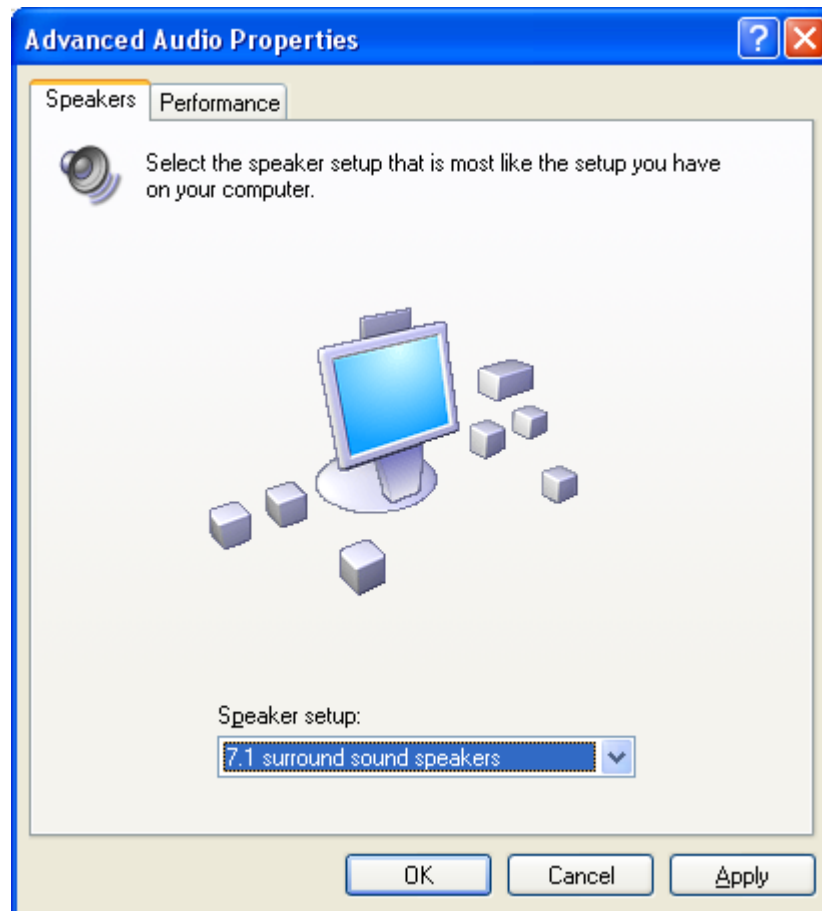 Advanced Audio Properties
Speakers
Performance
Select the speaker setup that is most like the setup you have
on your computer.
Speaker setup:
7.1 surround sound speakers
OK
Cancel
Apply